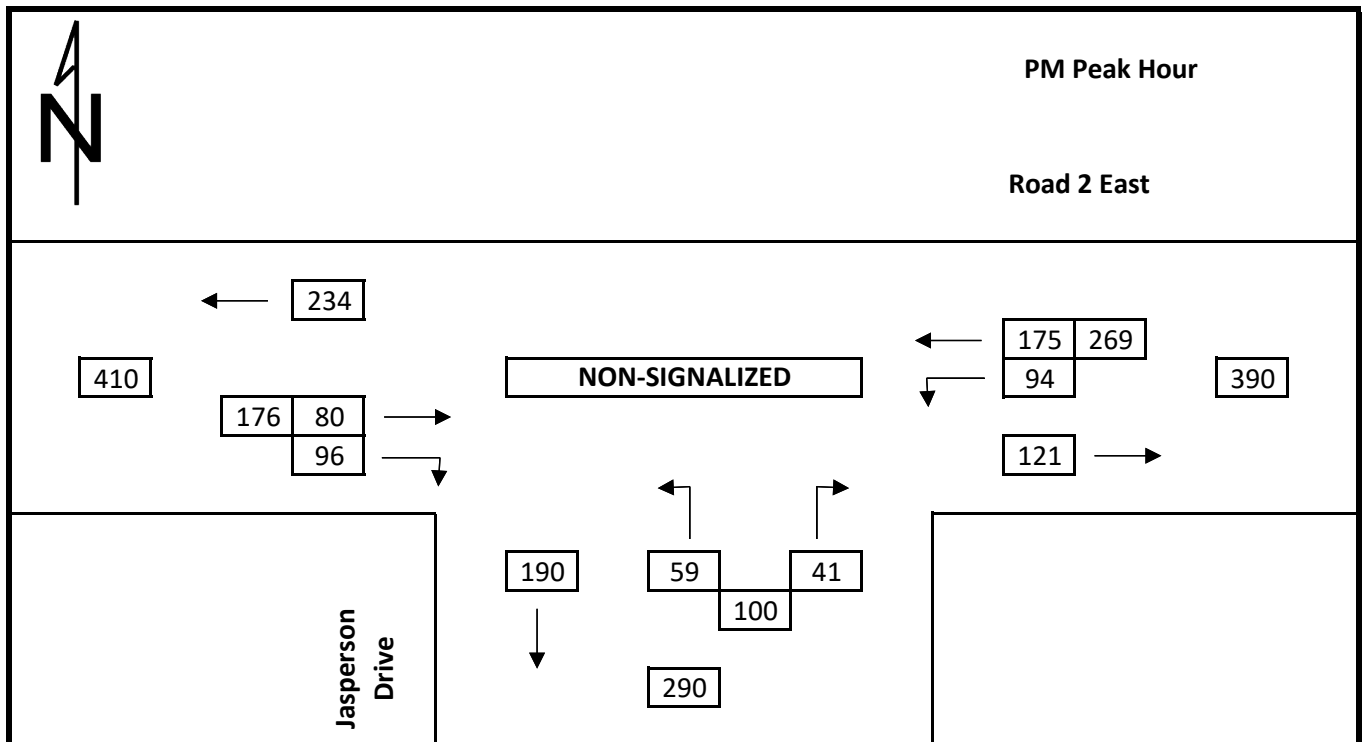 N
PM Peak Hour
Road 2 East
234
175 269
410
NON-SIGNALIZED
94
390
176 80
96
121
190
59
41
100
290
Jasperson
Drive